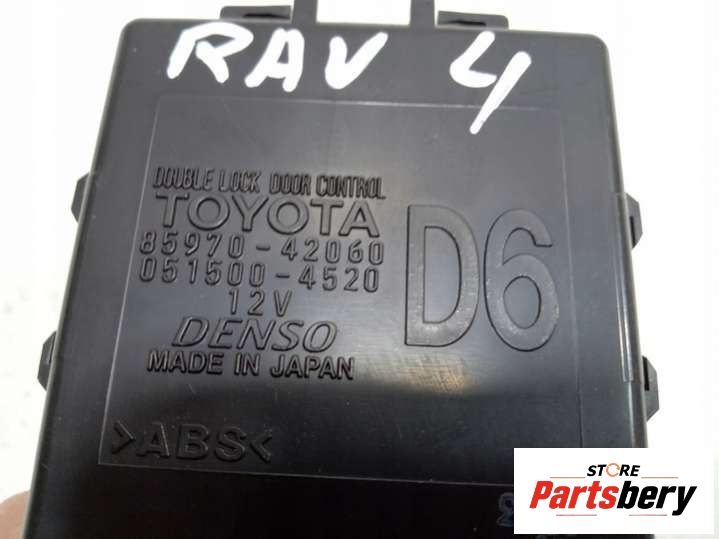 RAV 4
DOUBLE LOCK DOOR CONTROL
TOYOTA
85970-42060
051500-4520
12V
DENSO
MADE IN JAPAN
D6
>ABS<
STORE
Partsbery